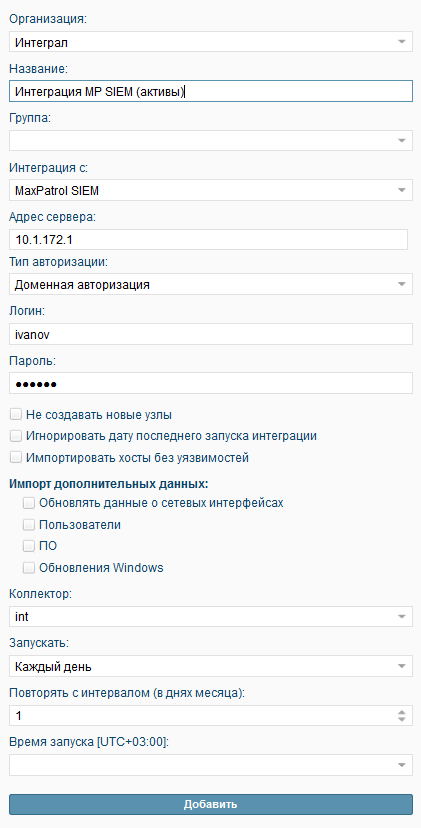 Организация:
Интеграл
Название:
Интеграция MP SIEM (активы)
Группа:
Интеграция с:
MaxPatrol SIEM
Адрес сервера:
10.1.172.1
Тип авторизации:
Доменная авторизация
Логин:
ivanov
Пароль:
●●●●●●
Не создавать новые узлы
Игнорировать дату последнего запуска интеграции
Импортировать хосты без уязвимостей
Импорт дополнительных данных:
Обновлять данные о сетевых интерфейсах
Пользователи
ПО
Обновления Windows
Коллектор:
int
Запускать:
Каждый день
Повторять с интервалом (в днях месяца):
1
Время запуска [UTC+03:00]:
Добавить